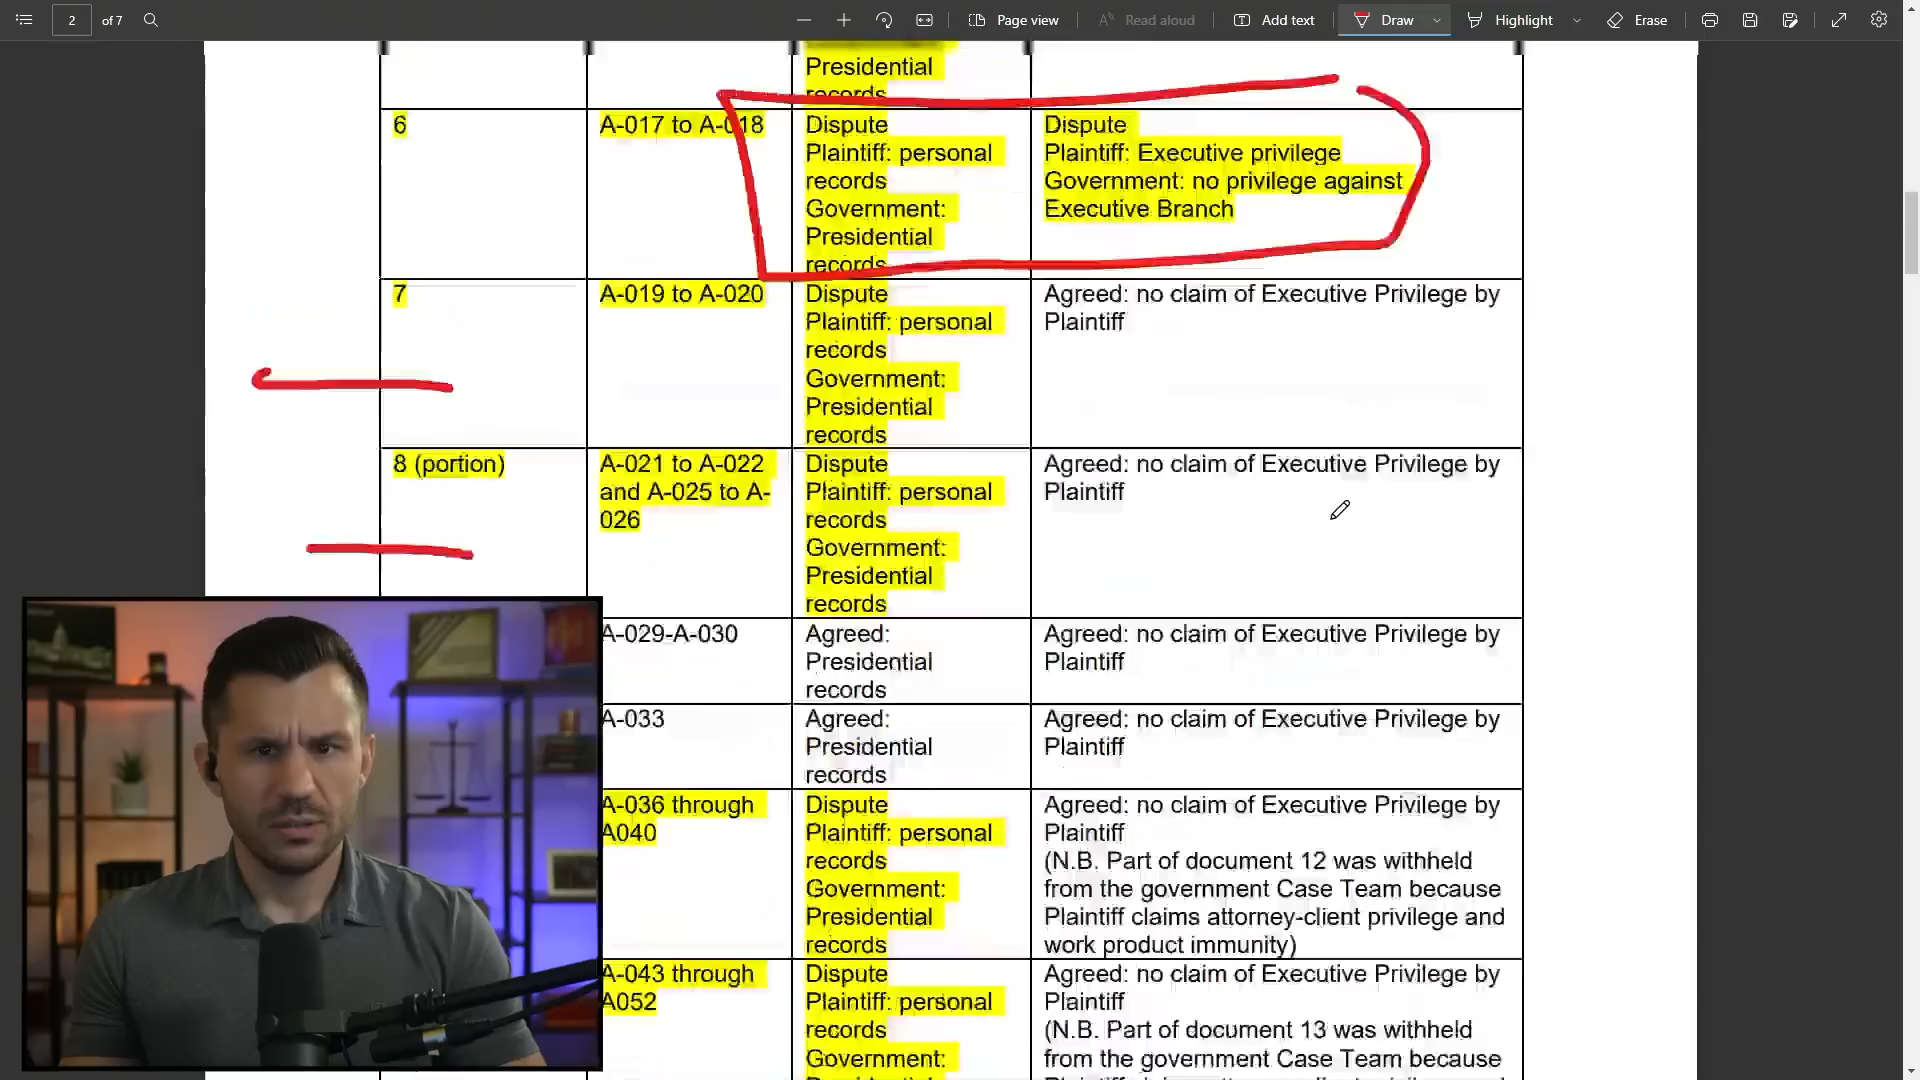 2
of 7
Page view
Read aloud
Add text
Draw
Highlight
Erase
Presidential
records
6
A-017 to A-018
Dispute
Plaintiff: personal
records
Government:
Presidential
records
Dispute
Plaintiff: Executive privilege
Government: no privilege against
Executive Branch
7
A-019 to A-020
Dispute
Plaintiff: personal
records
Government:
Presidential
records
Agreed: no claim of Executive Privilege by
Plaintiff
8 (portion)
A-021 to A-022
and A-025 to A-
026
Dispute
Plaintiff: personal
records
Government:
Presidential
records
Agreed: no claim of Executive Privilege by
Plaintiff
A-029-A-030
Agreed:
Presidential
records
Agreed: no claim of Executive Privilege by
Plaintiff
A-033
Agreed:
Presidential
records
Agreed: no claim of Executive Privilege by
Plaintiff
A-036 through
A040
Dispute
Plaintiff: personal
records
Government:
Presidential
records
Agreed: no claim of Executive Privilege by
Plaintiff
(N.B. Part of document 12 was withheld
from the government Case Team because
Plaintiff claims attorney-client privilege and
work product immunity)
A-043 through
A052
Dispute
Plaintiff: personal
records
Government:
Agreed: no claim of Executive Privilege by
Plaintiff
(N.B. Part of document 13 was withheld
from the government Case Team because